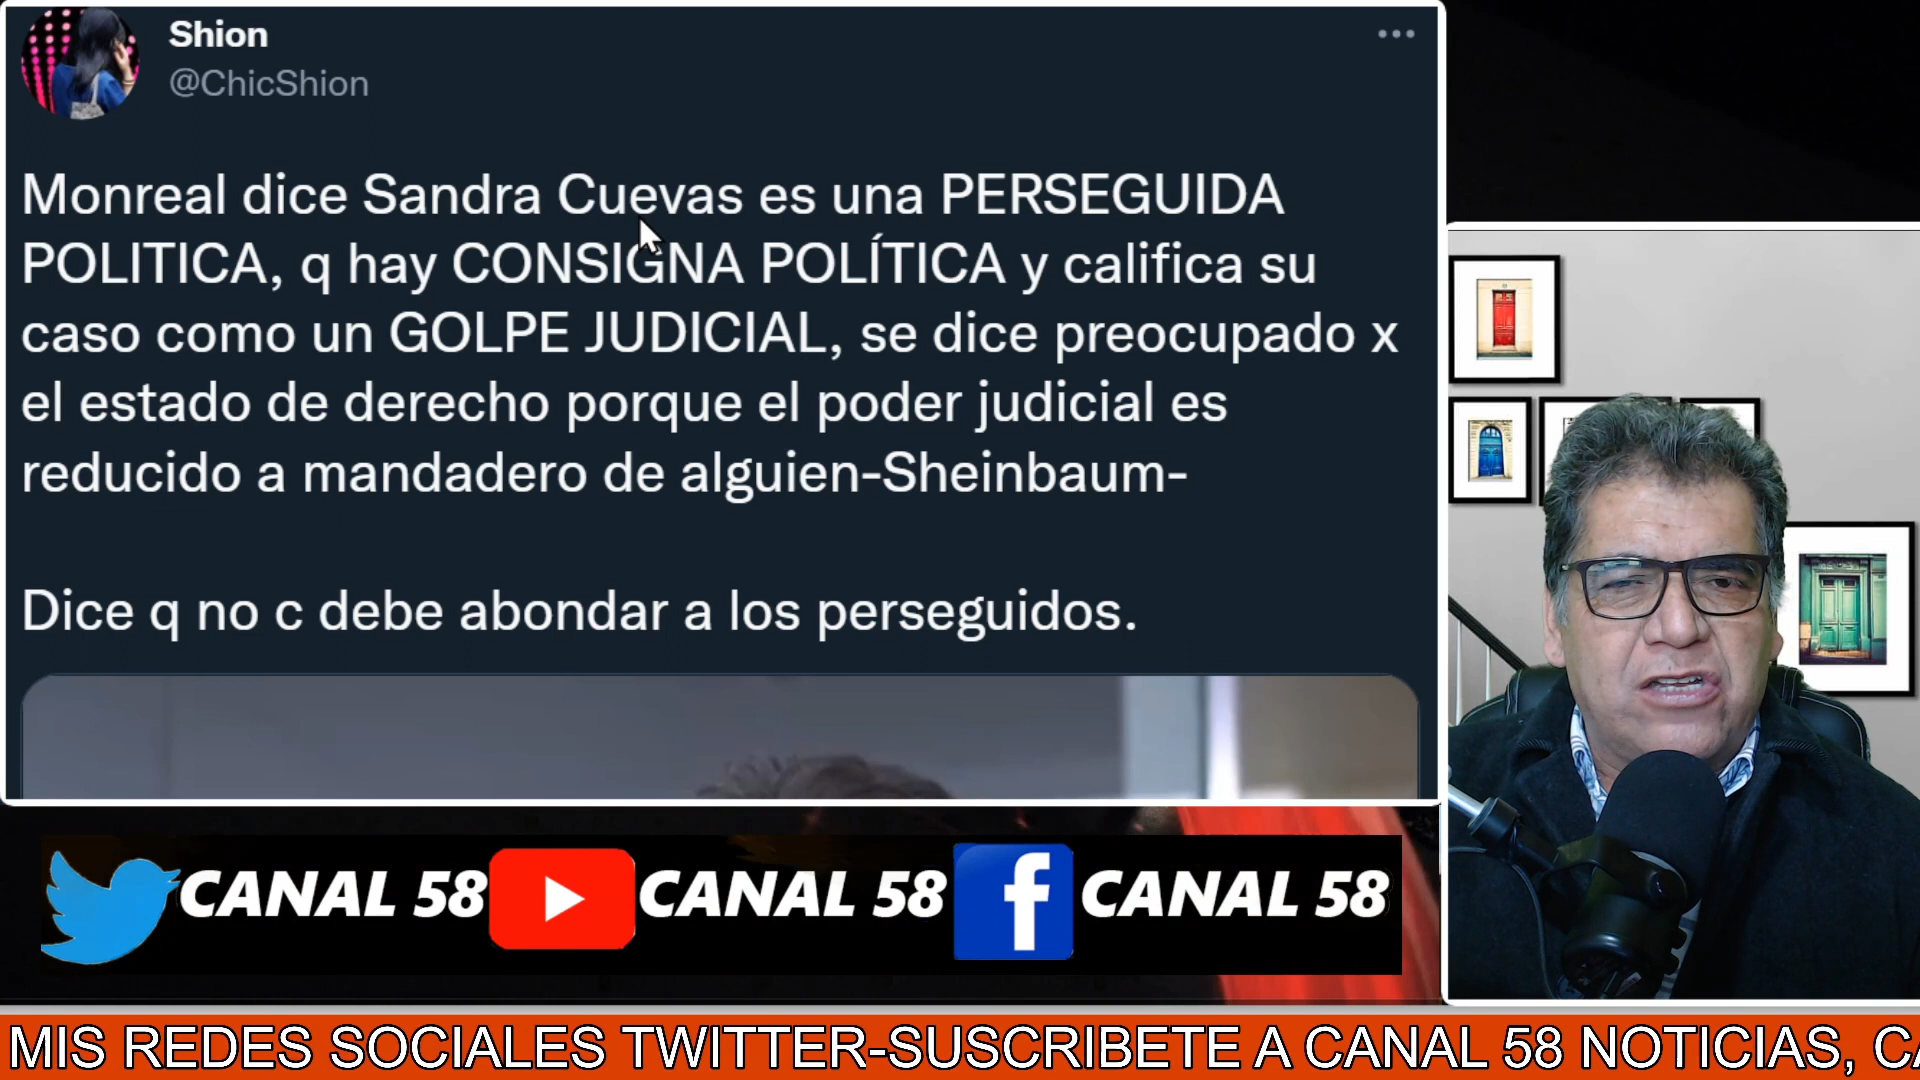 Shion
@ChicShion
Monreal dice Sandra Cuevas es una PERSEGUIDA
POLITICA, q hay CONSIGNA POLÍTICA y califica su
caso como un GOLPE JUDICIAL, se dice preocupado x
el estado de derecho porque el poder judicial es
reducido a mandadero de alguien-Sheinbaum-
Dice q no c debe abondar a los perseguidos.
CANAL 58 CANAL 58 CANAL 58
MIS REDES SOCIALES TWITTER-SUSCRIBETE A CANAL 58 NOTICIAS, CA